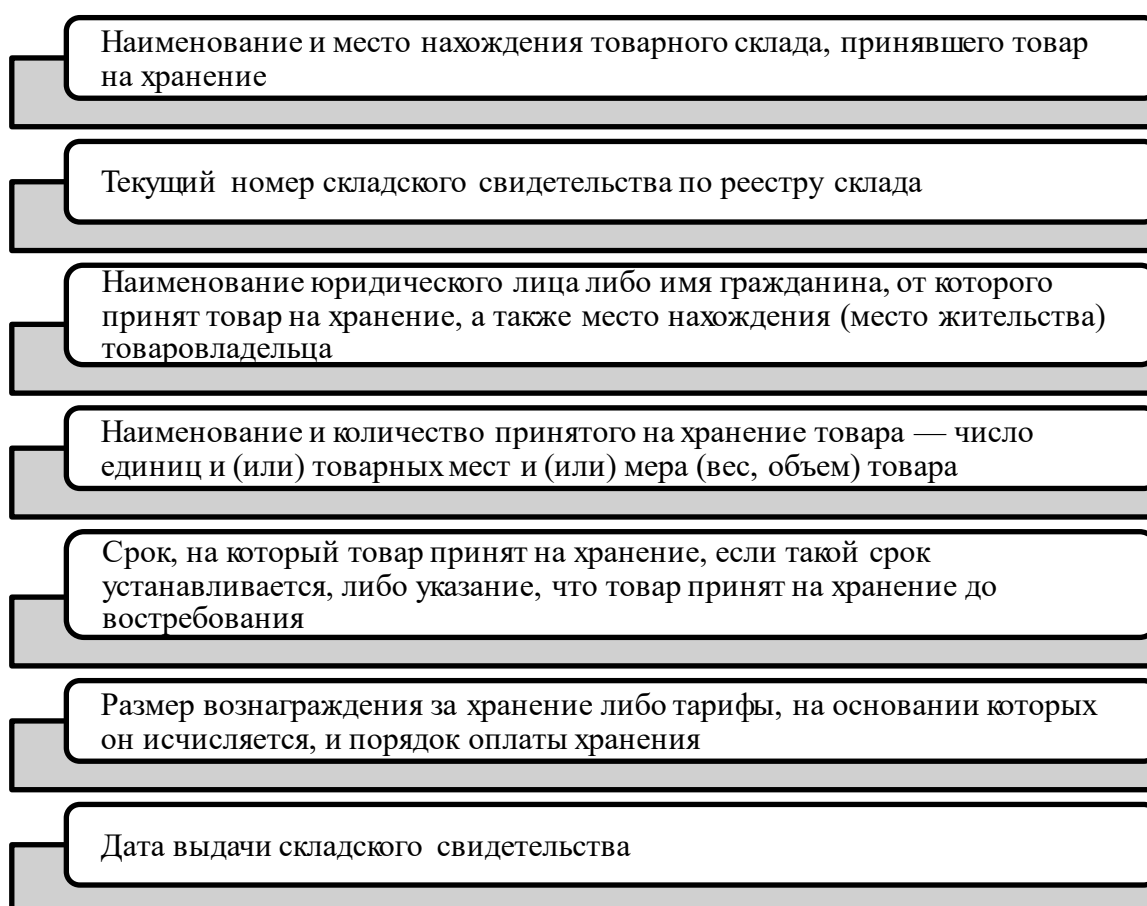 Наименование и место нахождения товарного склада, принявшего товар
на хранение
Текущий номер складского свидетельства по реестру склада
Наименование юридического лица либо имя гражданина, от которого
принят товар на хранение, а также место нахождения (место жительства)
товаровладельца
Наименование и количество принятого на хранение товара — число
единиц и (или) товарных мест и (или) мера (вес, объем) товара
Срок, на который товар принят на хранение, если такой срок
устанавливается, либо указание, что товар принят на хранение до
востребования
Размер вознаграждения за хранение либо тарифы, на основании которых
он исчисляется, и порядок оплаты хранения
Дата выдачи складского свидетельства